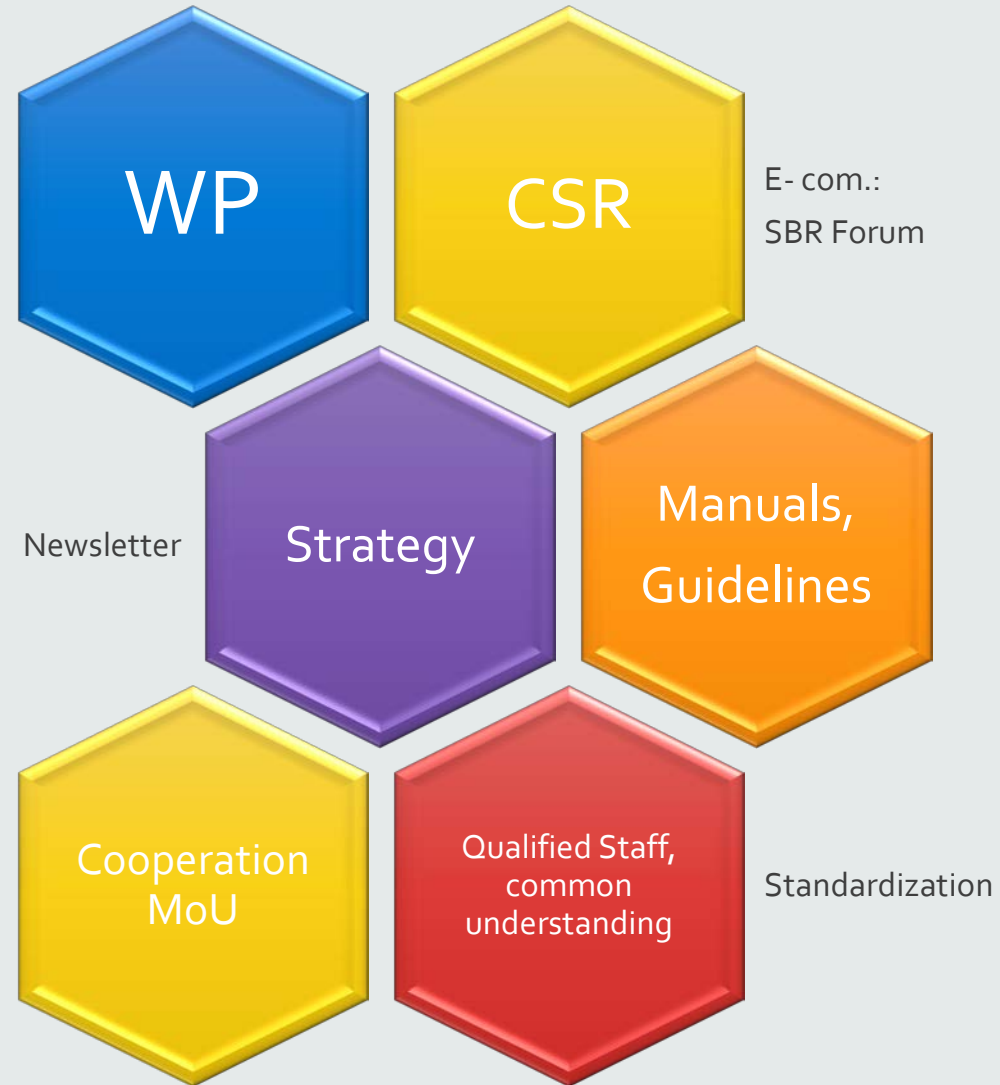 WP
CSR
E- com.:
SBR Forum
Newsletter
Strategy
Manuals,
Guidelines
Cooperation
MoU
Qualified Staff,
common
understanding
Standardization